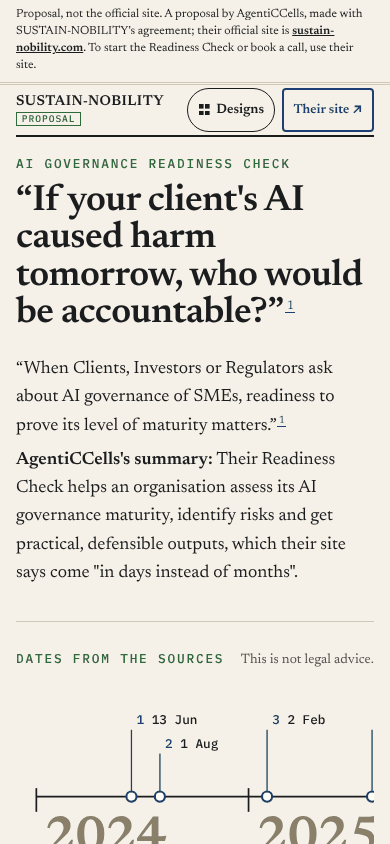 Proposal, not the official site. A proposal by AgentiCCells, made with
SUSTAIN-NOBILITY's agreement; their official site is sustain-
nobility.com. To start the Readiness Check or book a call, use their
site.
SUSTAIN-NOBILITY
PROPOSAL
Designs
Their site ↗
AI GOVERNANCE READINESS CHECK
“If your client's AI
caused harm
tomorrow, who would
be accountable?” 1
“When Clients, Investors or Regulators ask
about AI governance of SMEs, readiness to
prove its level of maturity matters.” 1
AgentiCCells's summary: Their Readiness
Check helps an organisation assess its AI
governance maturity, identify risks and get
practical, defensible outputs, which their site
says come "in days instead of months".
DATES FROM THE SOURCES
This is not legal advice.
1 13 Jun
3 2 Feb
2 1 Aug
2024
2025